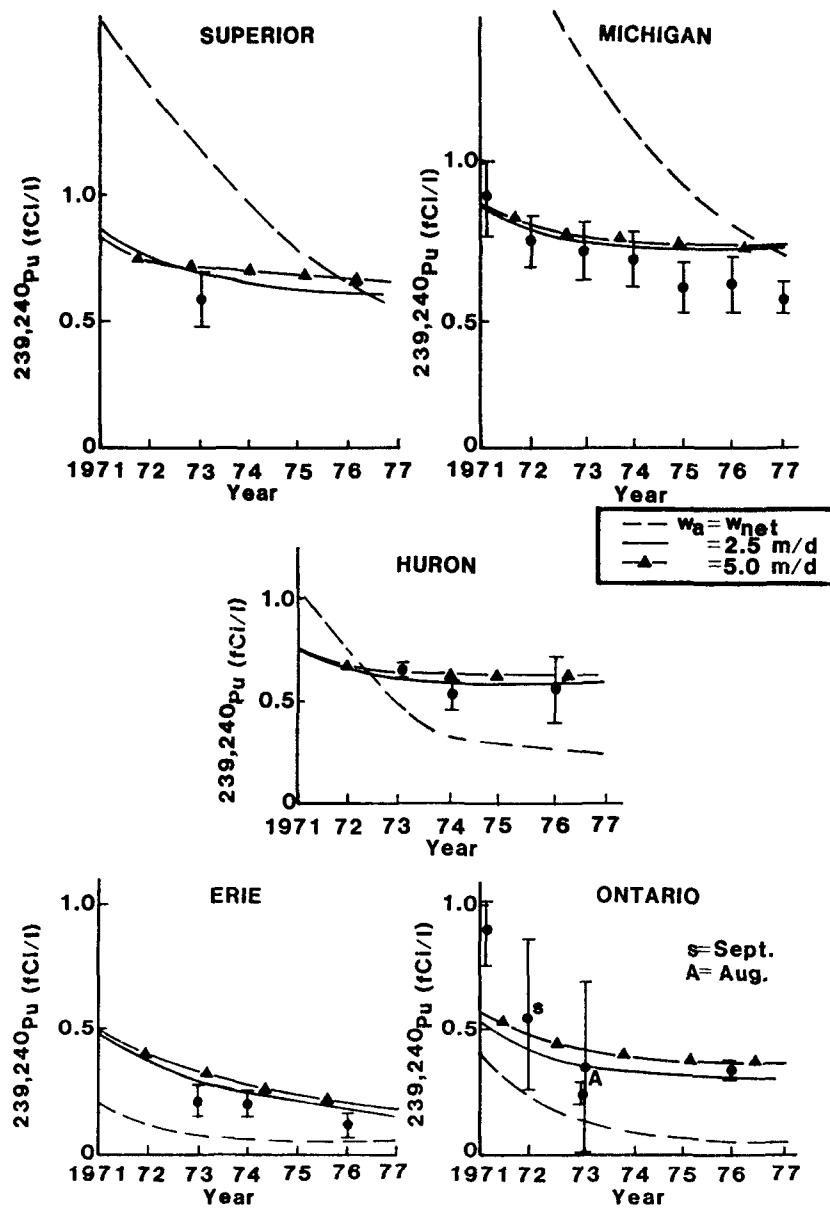 SUPERIOR
239,240Pu (fCi/l)
1.0
0.5
0
1971 72 73 74 75 76 77
Year
MICHIGAN
239,240Pu (fCi/l)
1.0
0.5
0
1971 72 73 74 75 76 77
Year
wa= wnet
=2.5 m/d
=5.0 m/d
HURON
239,240Pu (fCi/l)
1.0
0.5
0
1971 72 73 74 75 76 77
Year
ERIE
239,240Pu (fCi/l)
1.0
0.5
0
1971 72 73 74 75 76 77
Year
ONTARIO
239,240Pu (fCi/l)
1.0
0.5
0
s=Sept.
A= Aug.
s
A
1971 72 73 74 75 76 77
Year